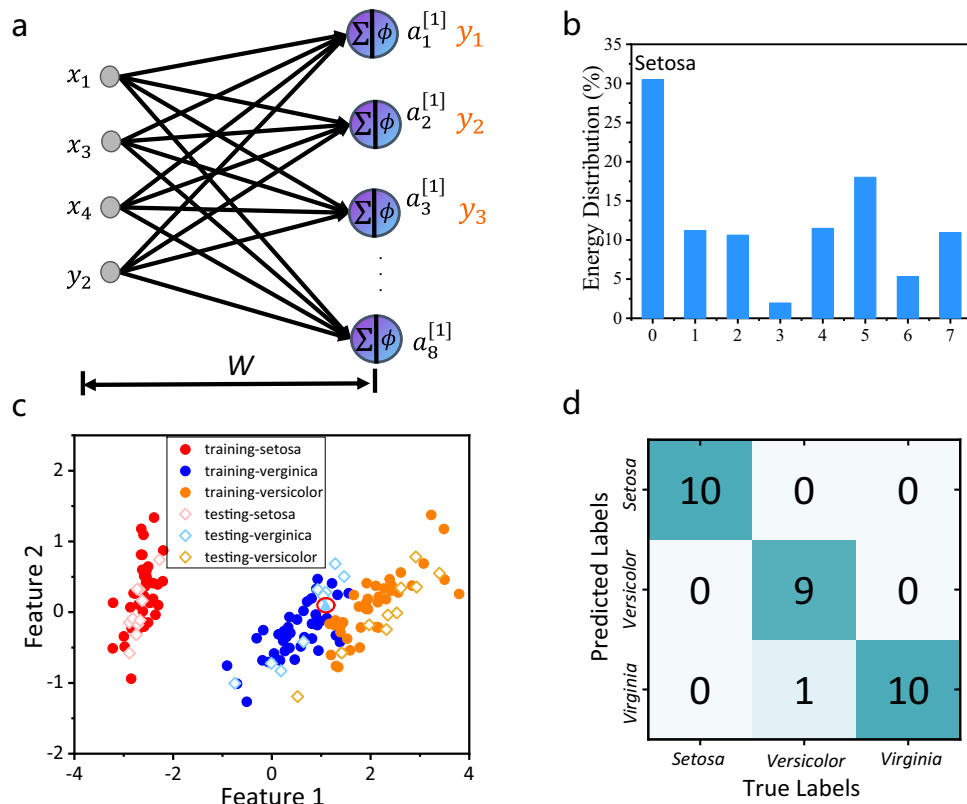 a
x₁
x₃
x₄
y₂
Σ ϕ a₁^[1] y₁
Σ ϕ a₂^[1] y₂
Σ ϕ a₃^[1] y₃
Σ ϕ a₈^[1]
W
b
Setosa
Energy Distribution (%)
35
30
25
20
15
10
5
0
0 1 2 3 4 5 6 7
c
training-setosa
training-verginica
training-versicolor
testing-setosa
testing-verginica
testing-versicolor
Feature 2
2
1
0
-1
-2
-4 -2 0 2 4
Feature 1
d
Predicted Labels
Setosa
Versicolor
Virginia
10 0 0
0 9 0
0 1 10
Setosa Versicolor Virginia
True Labels